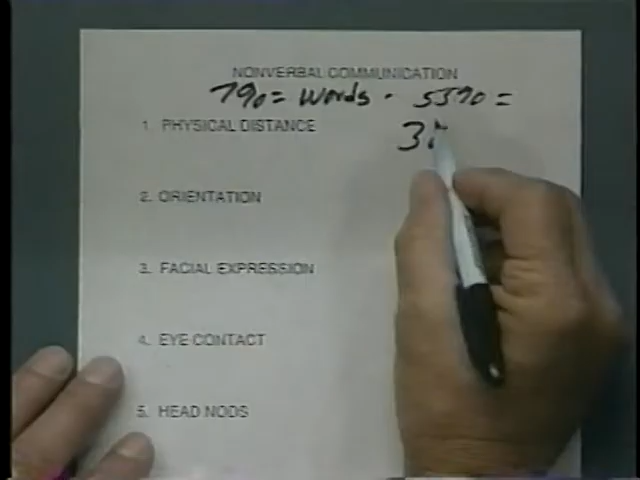 NONVERBAL COMMUNICATION
7%= words - 55% =
1. PHYSICAL DISTANCE
3
2. ORIENTATION
3. FACIAL EXPRESSION
4. EYE CONTACT
5. HEAD NODS